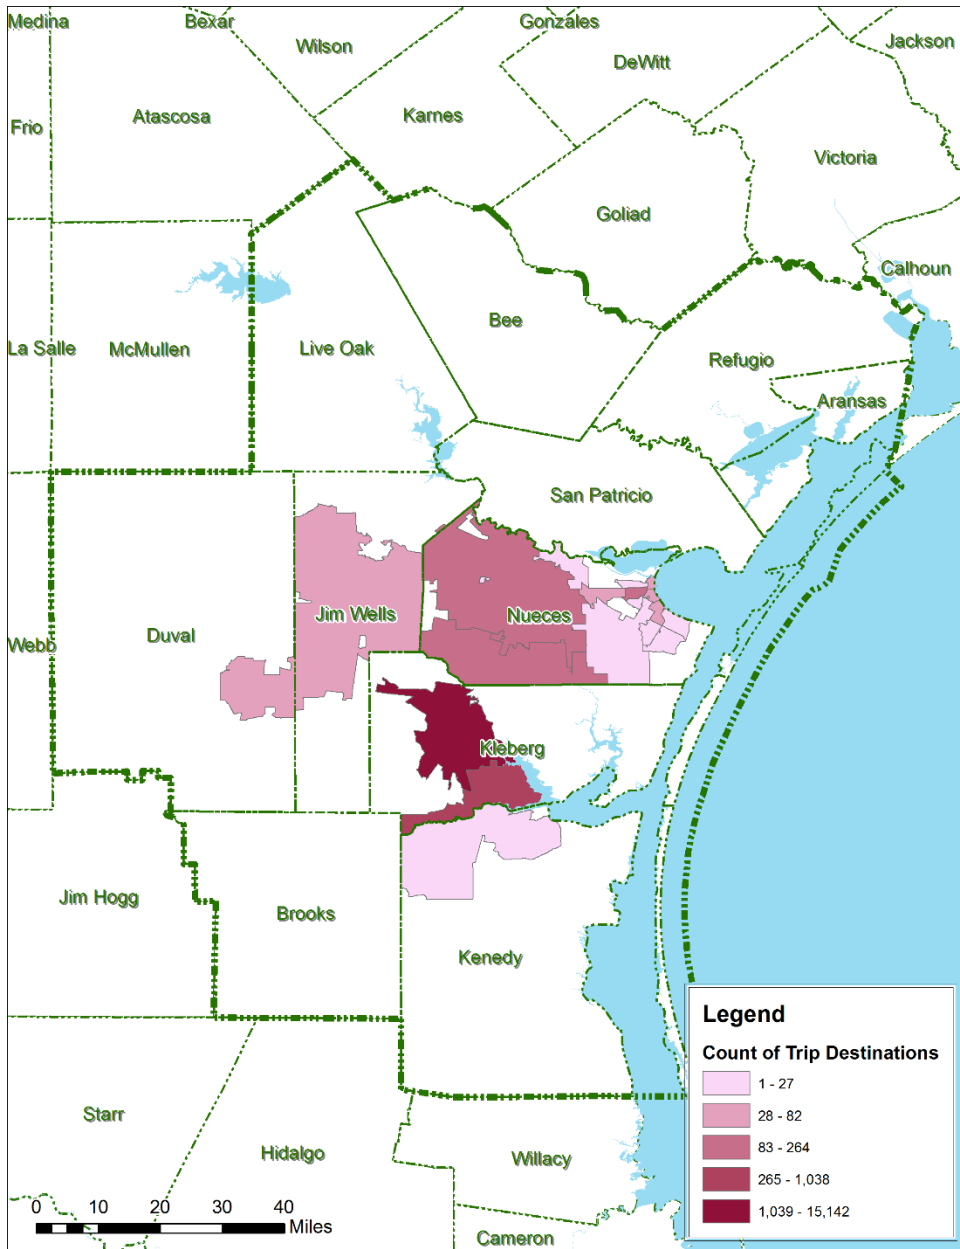 Medina
Bexar
Gonzales
Wilson
Jackson
DeWitt
Frio
Atascosa
Karnes
Victoria
Goliad
Calhoun
Bee
La Salle
McMullen
Live Oak
Refugio
Aransas
San Patricio
Jim Wells
Nueces
Webb
Duval
Kleberg
Jim Hogg
Brooks
Kenedy
Starr
Hidalgo
Willacy
Cameron
0 10 20 30 40
Miles
Legend
Count of Trip Destinations
1 - 27
28 - 82
83 - 264
265 - 1,038
1,039 - 15,142